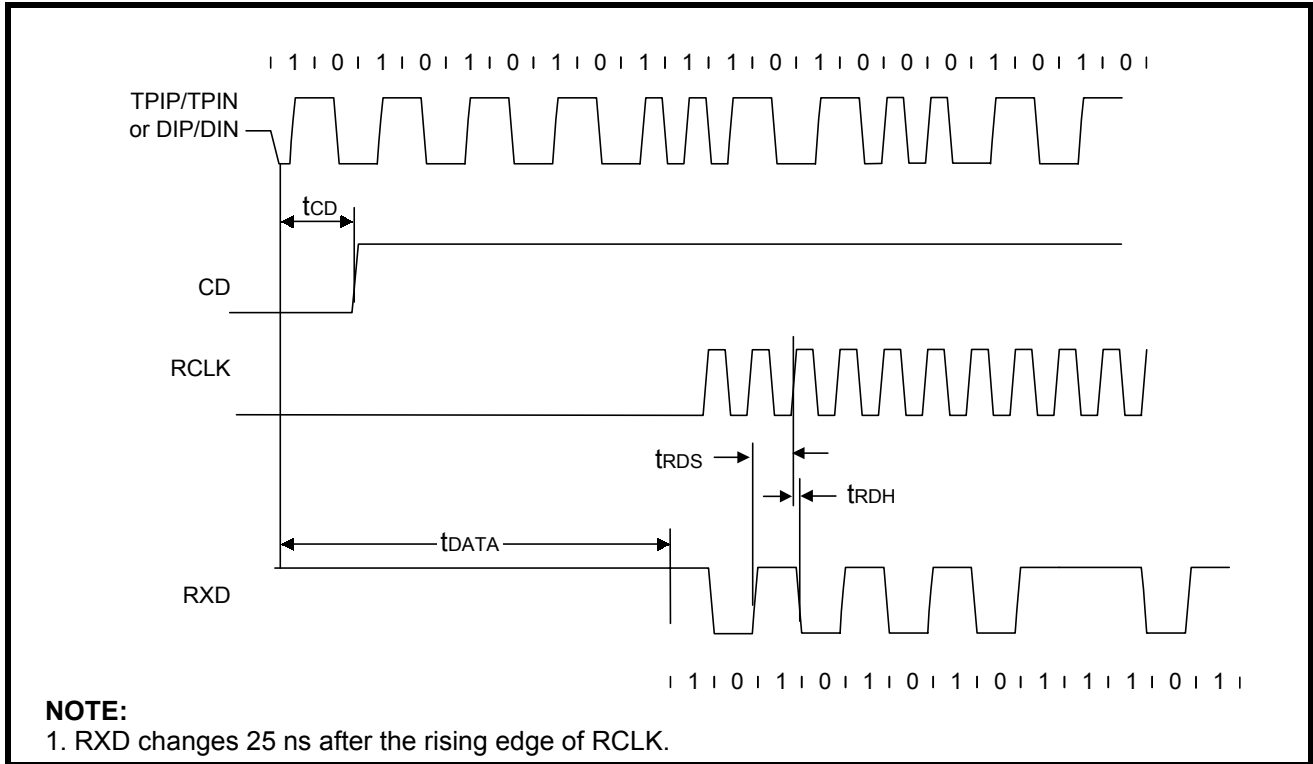 1 0 1 0 1 0 1 0 1 1 1 0 1 0 0 0 1 0 1 0
TPIP/TPIN
or DIP/DIN
tCD
CD
RCLK
tRDS
tRDH
tDATA
RXD
1 0 1 0 1 0 1 0 1 1 1 0 1
NOTE:
1. RXD changes 25 ns after the rising edge of RCLK.